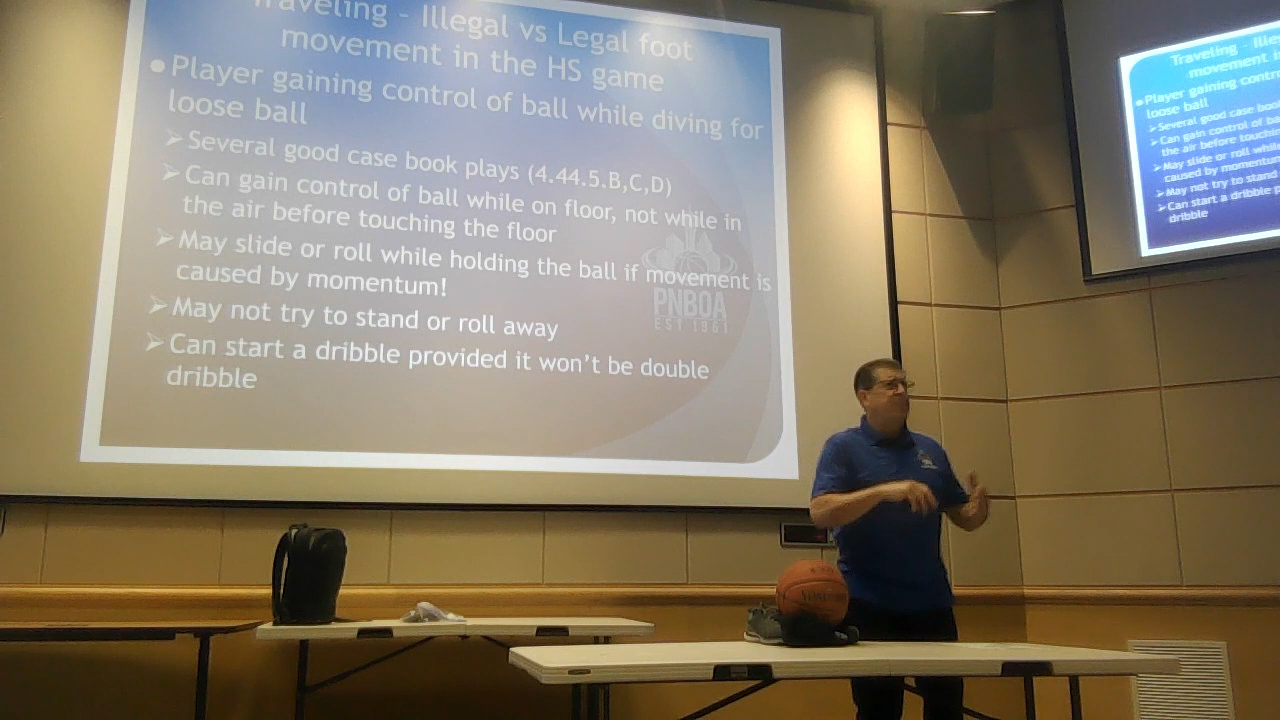 Traveling - Illegal vs Legal foot
movement in the HS game
Player gaining control of ball while diving for
loose ball
Several good case book plays (4.44.5.B,C,D)
Can gain control of ball while on floor, not while in
the air before touching the floor
May slide or roll while holding the ball if movement is
caused by momentum!
May not try to stand or roll away
Can start a dribble provided it won't be double
dribble
PNBOA
EST 1961
Traveling - Ille
movement i
Player gaining contr
loose ball
Several good case boo
Can gain control of ba
the air before touchin
May slide or roll while
caused by momentum
May not try to stand
Can start a dribble p
dribble